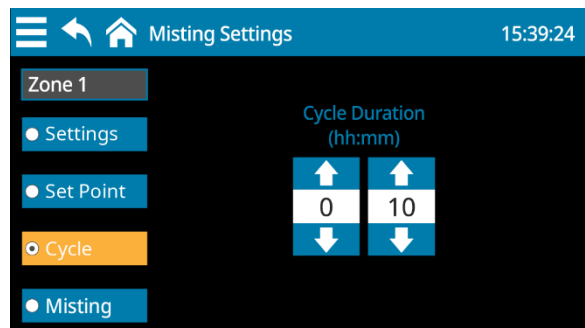 Misting Settings
15:39:24
Zone 1
Settings
Set Point
Cycle
Misting
Cycle Duration
(hh:mm)
0
10